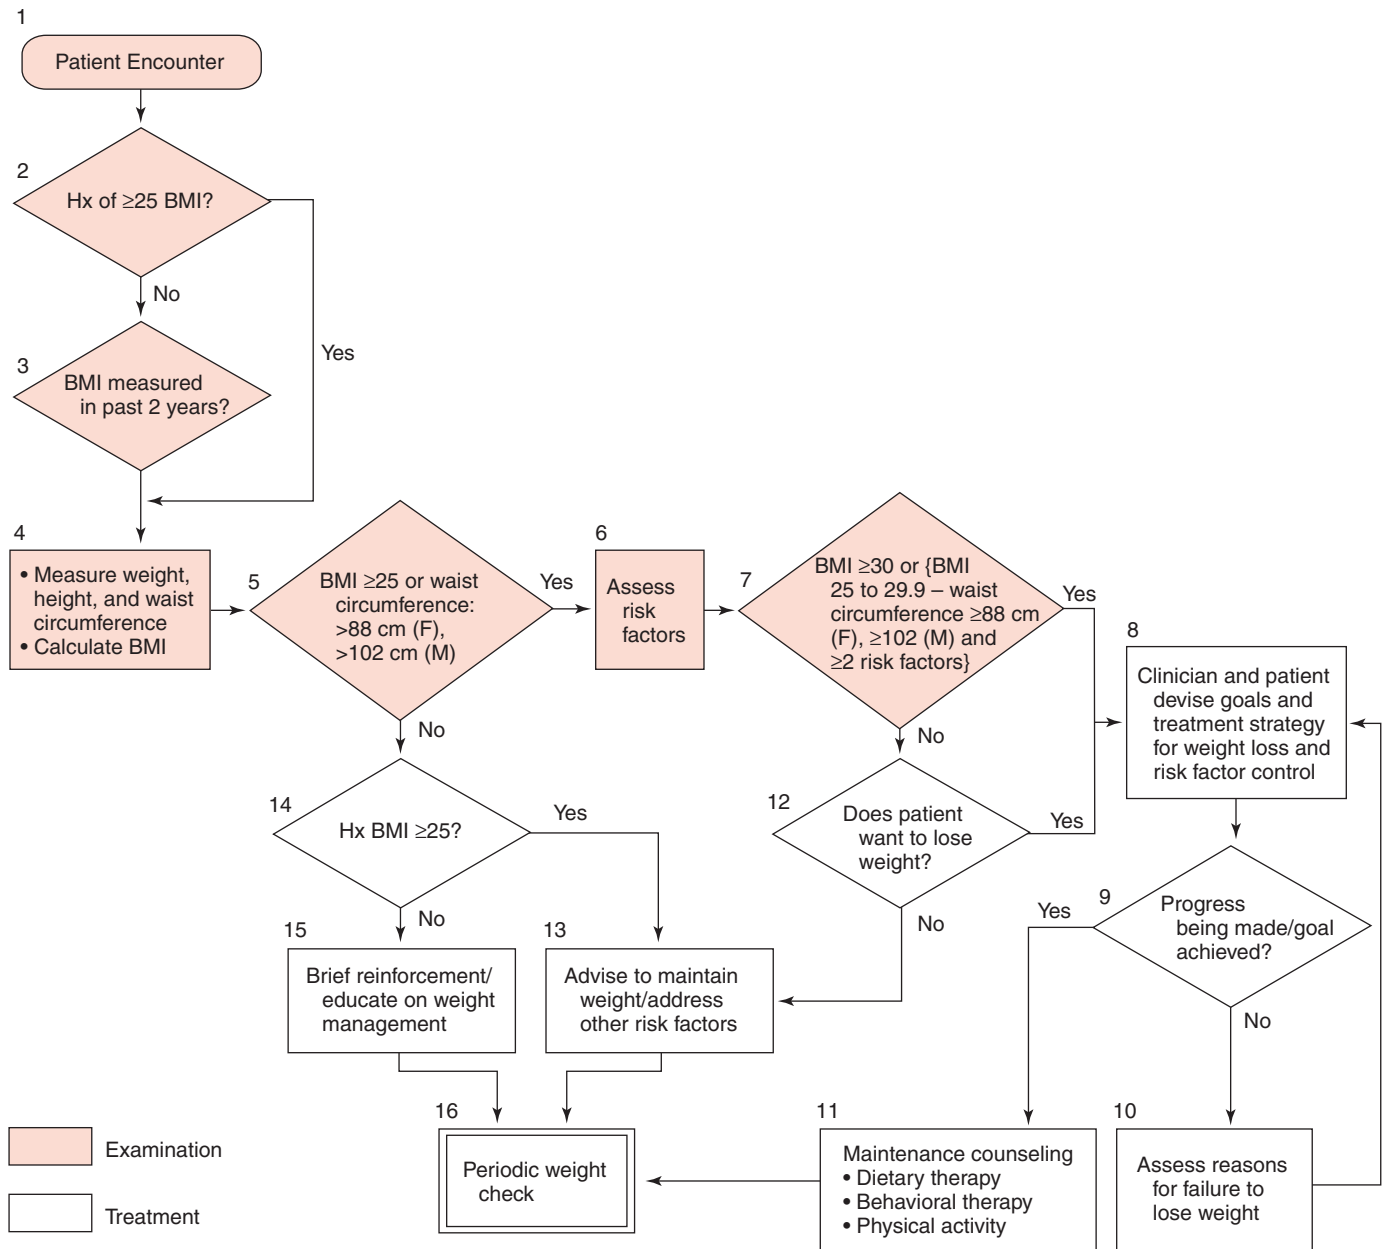 1
Patient Encounter
2
Hx of ≥25 BMI?
No
Yes
3
BMI measured
in past 2 years?
4
• Measure weight,
height, and waist
circumference
• Calculate BMI
5
BMI ≥25 or waist
circumference:
>88 cm (F),
>102 cm (M)
Yes
No
6
Assess
risk
factors
7
BMI ≥30 or {BMI
25 to 29.9 – waist
circumference ≥88 cm
(F), ≥102 (M) and
≥2 risk factors}
Yes
No
8
Clinician and patient
devise goals and
treatment strategy
for weight loss and
risk factor control
14
Hx BMI ≥25?
Yes
No
12
Does patient
want to lose
weight?
Yes
No
9
Progress
being made/goal
achieved?
Yes
No
15
Brief reinforcement/
educate on weight
management
13
Advise to maintain
weight/address
other risk factors
16
Periodic weight
check
11
Maintenance counseling
• Dietary therapy
• Behavioral therapy
• Physical activity
10
Assess reasons
for failure to
lose weight
Examination
Treatment